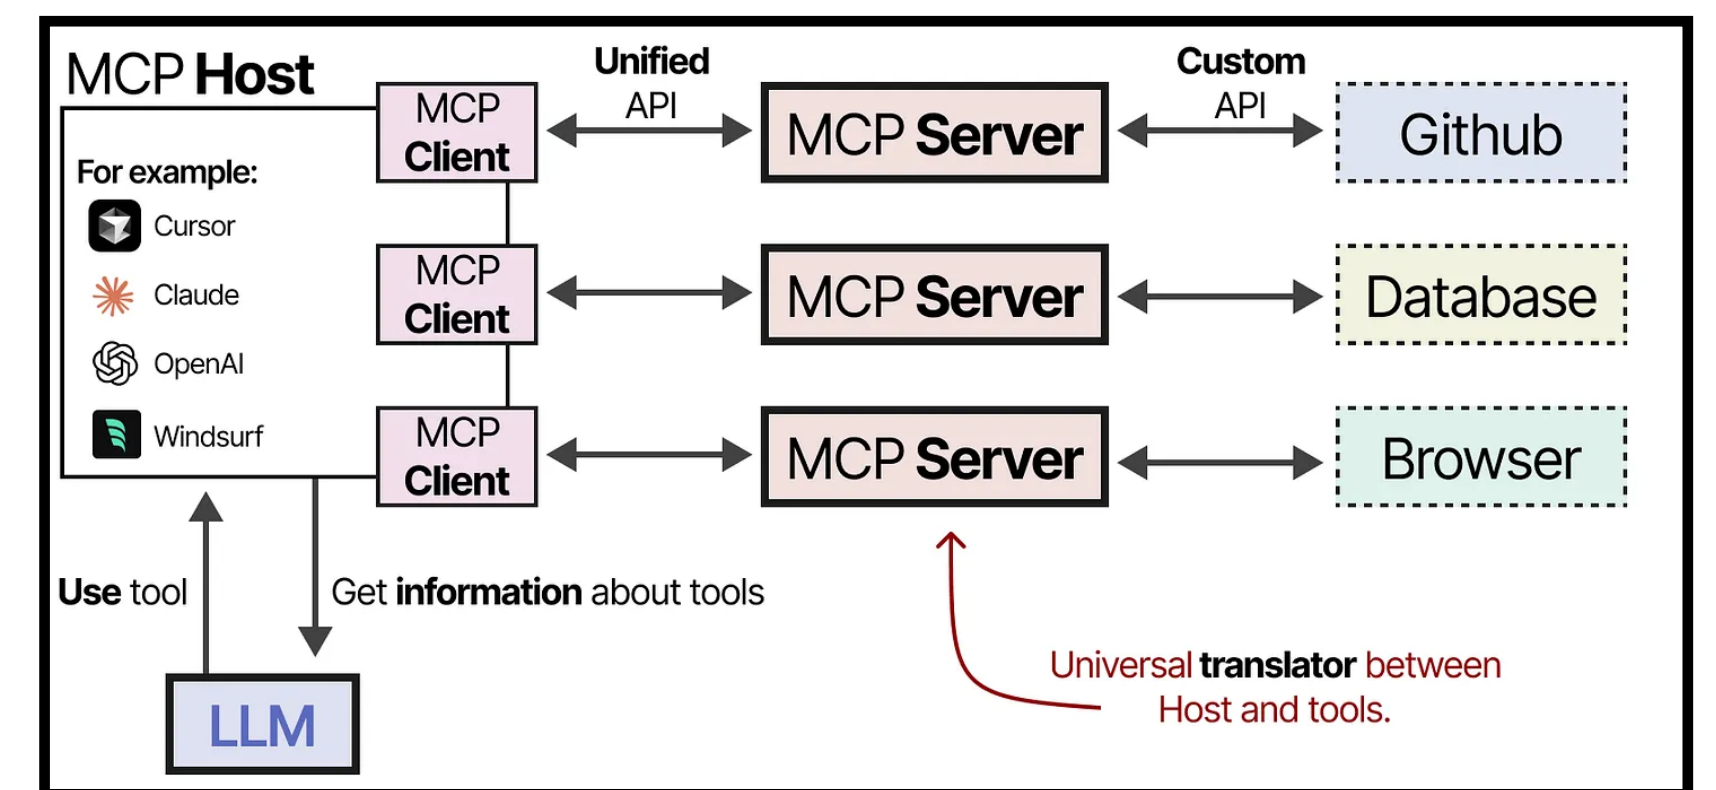 MCP Host
Unified
API
Custom
API
MCP
Client
MCP Server
Github
For example:
Cursor
Claude
OpenAI
Windsurf
MCP
Client
MCP Server
Database
MCP
Client
MCP Server
Browser
Use tool
Get information about tools
LLM
Universal translator between
Host and tools.